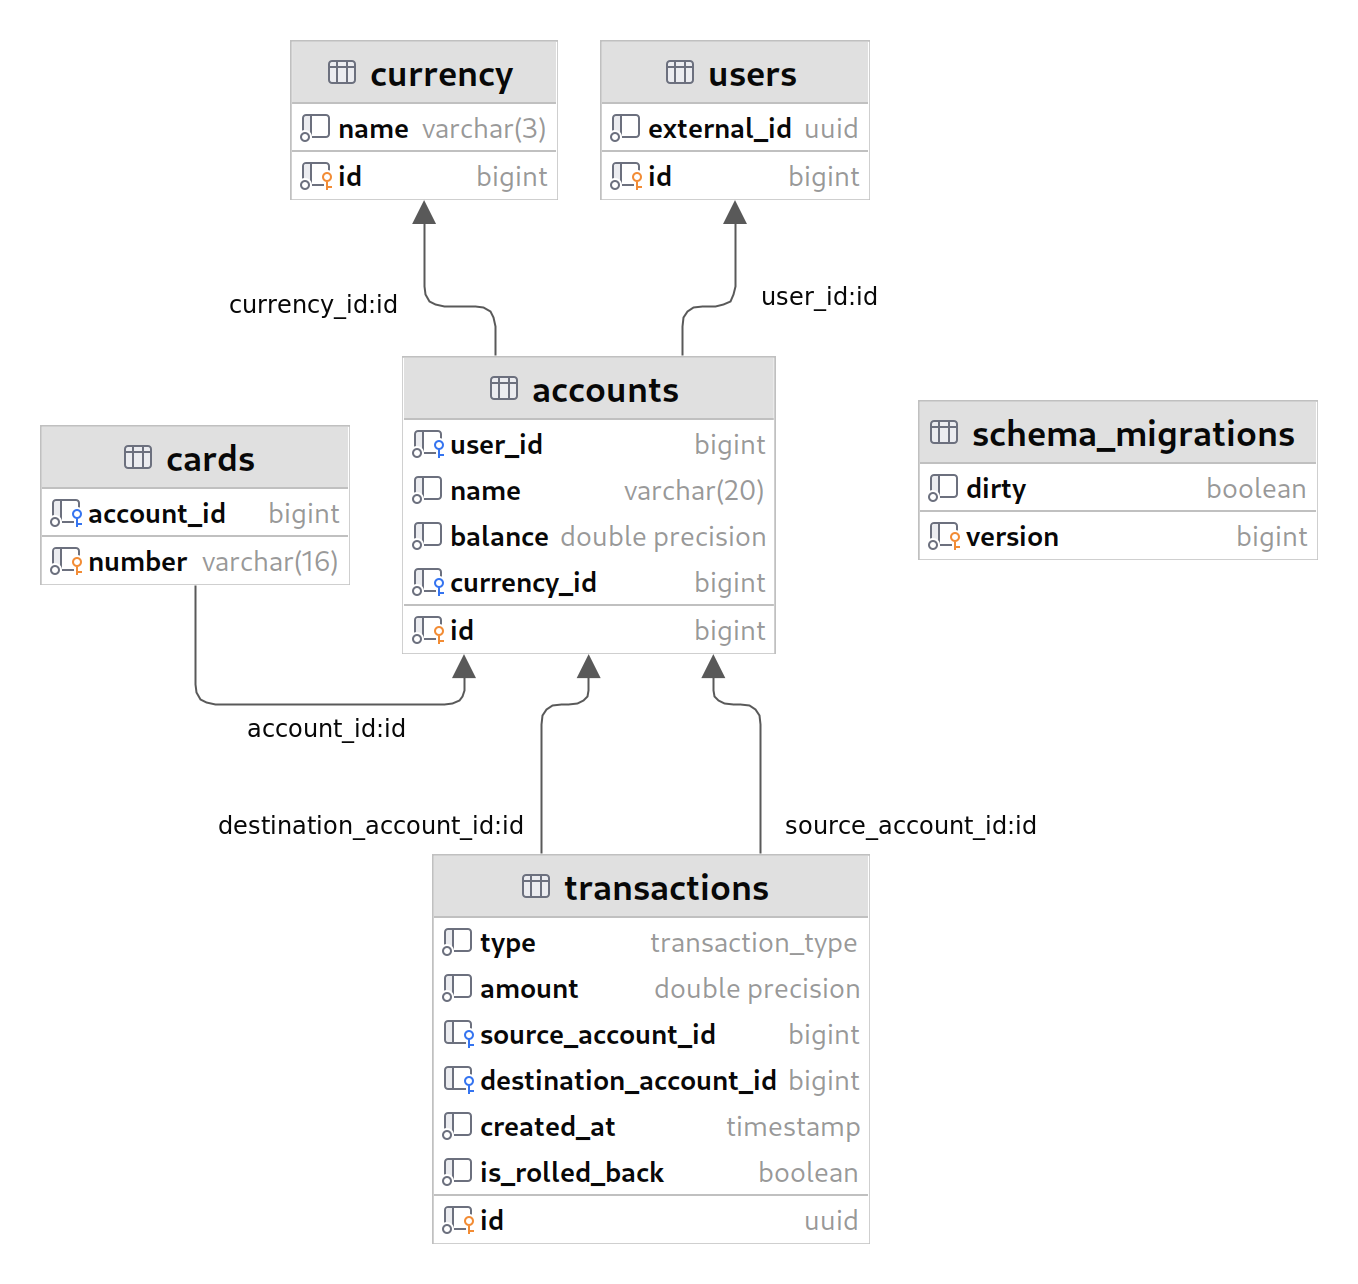 currency
name varchar(3)
id bigint
users
external_id uuid
id bigint
currency_id:id
user_id:id
accounts
user_id bigint
name varchar(20)
balance double precision
currency_id bigint
id bigint
cards
account_id bigint
number varchar(16)
schema_migrations
dirty boolean
version bigint
account_id:id
destination_account_id:id
source_account_id:id
transactions
type transaction_type
amount double precision
source_account_id bigint
destination_account_id bigint
created_at timestamp
is_rolled_back boolean
id uuid